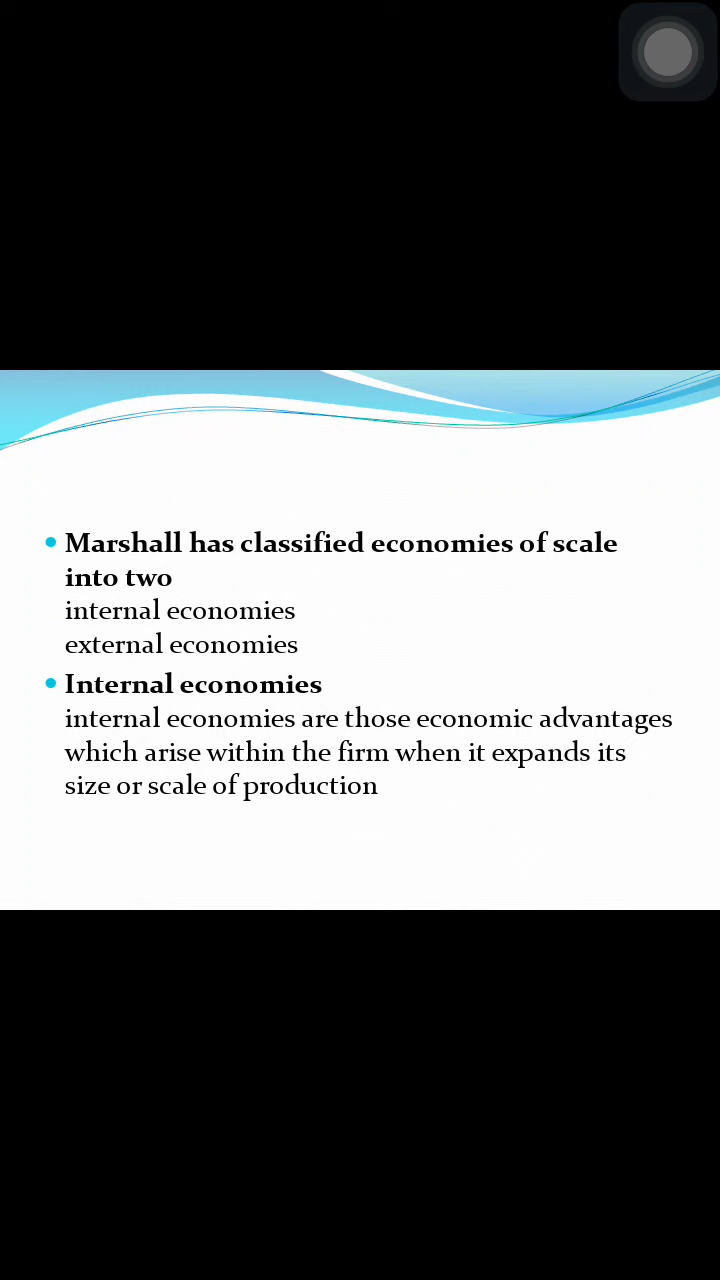 Marshall has classified economies of scale
into two
internal economies
external economies
Internal economies
internal economies are those economic advantages
which arise within the firm when it expands its
size or scale of production